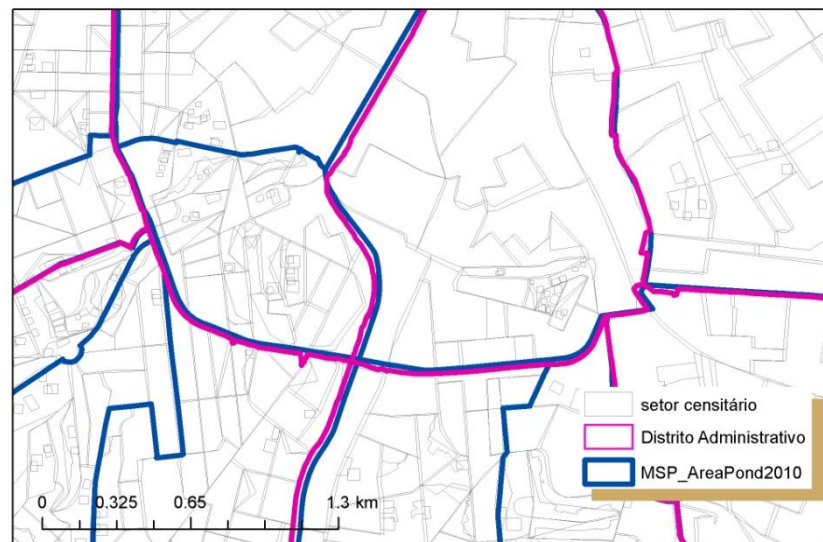 setor censitário
Distrito Administrativo
MSP_AreaPond2010
0 0.325 0.65 1.3 km